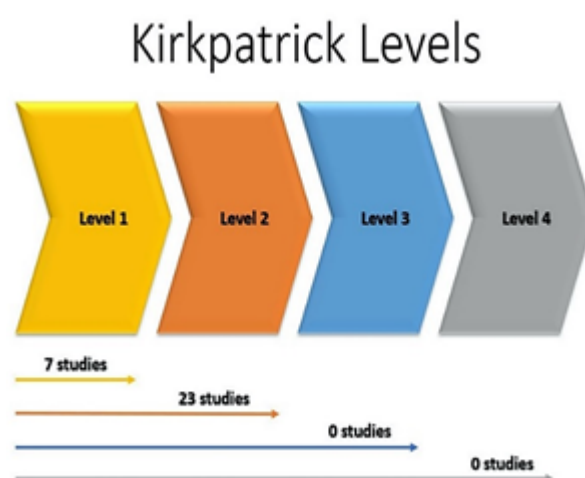 Kirkpatrick Levels
Level 1
Level 2
Level 3
Level 4
7 studies
23 studies
0 studies
0 studies